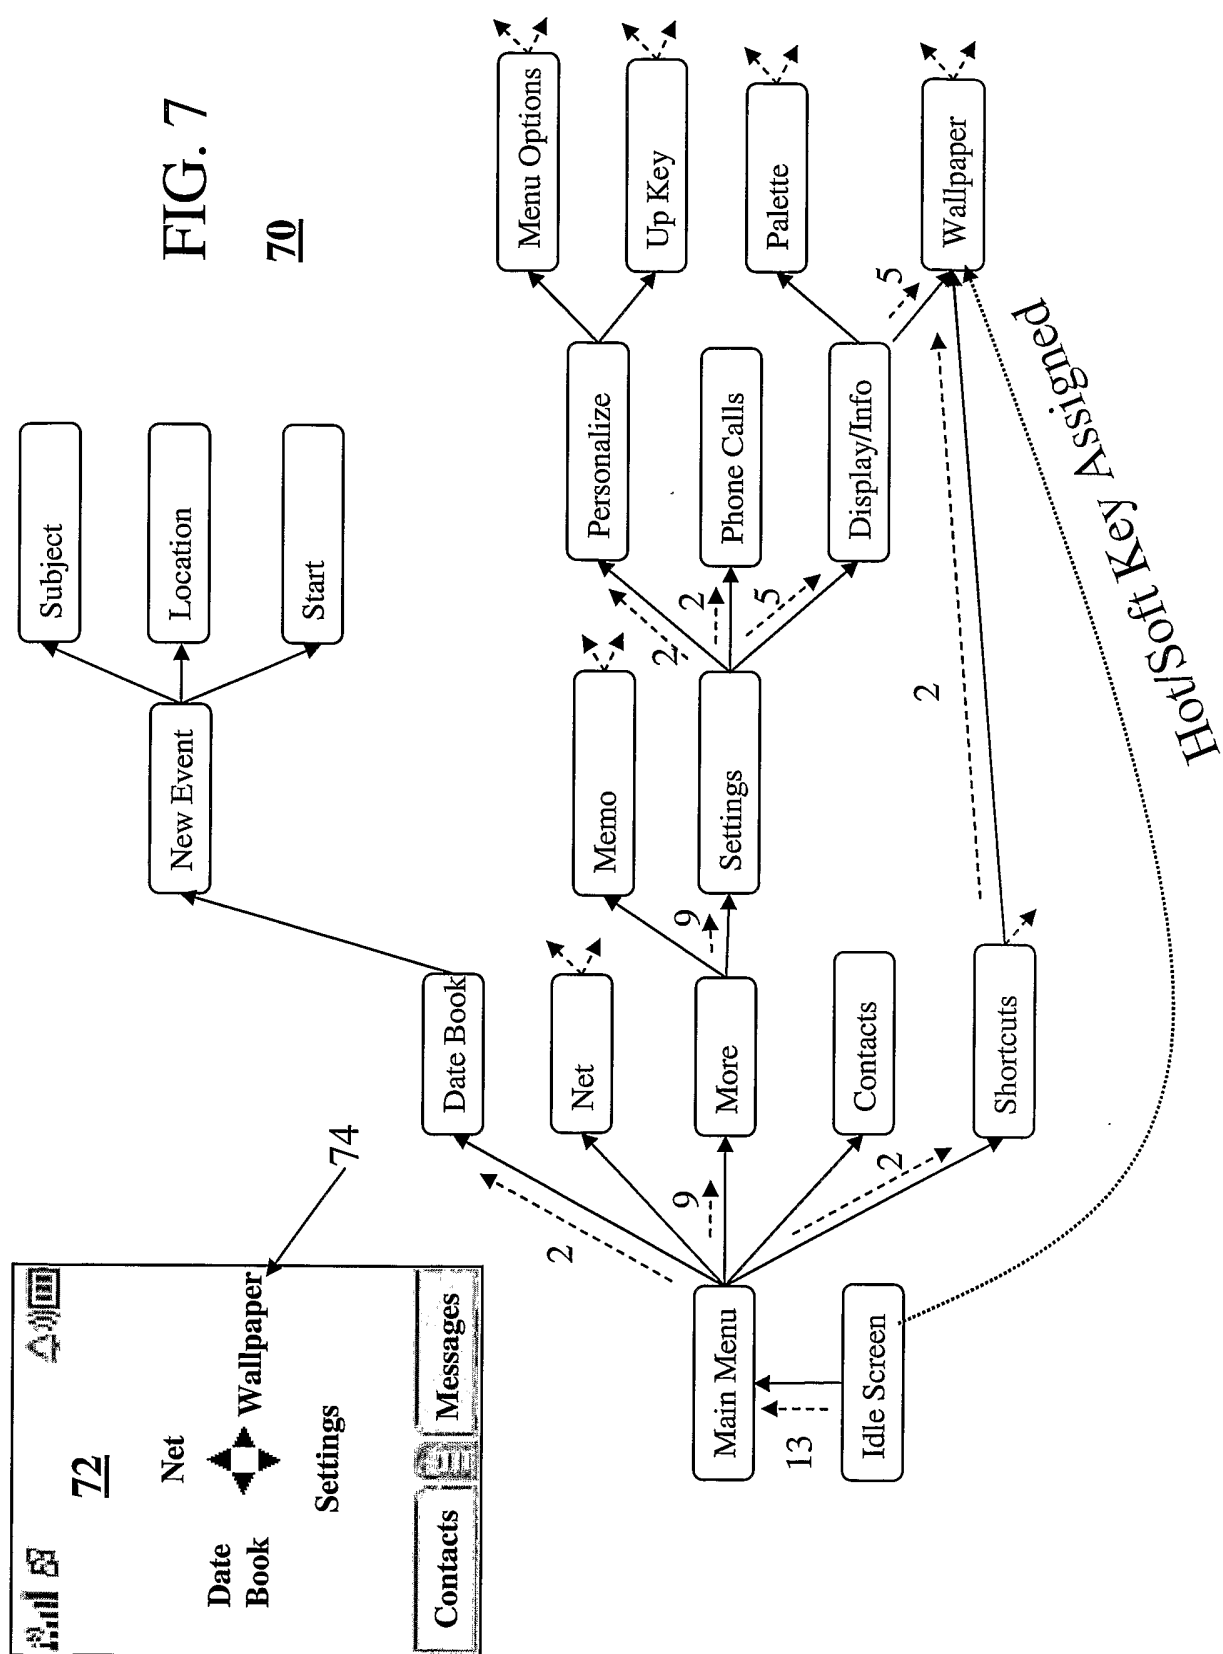 FIG. 7
70
72
Net
Date
Book
Wallpaper
74
Settings
Contacts
Messages
Subject
Location
Start
New Event
Date Book
Net
More
Contacts
Shortcuts
Memo
Settings
Personalize
Phone Calls
Display/Info
Menu Options
Up Key
Palette
Wallpaper
Main Menu
Idle Screen
13
2
9
2
9
2
2
5
5
2
Hot/Soft Key Assigned